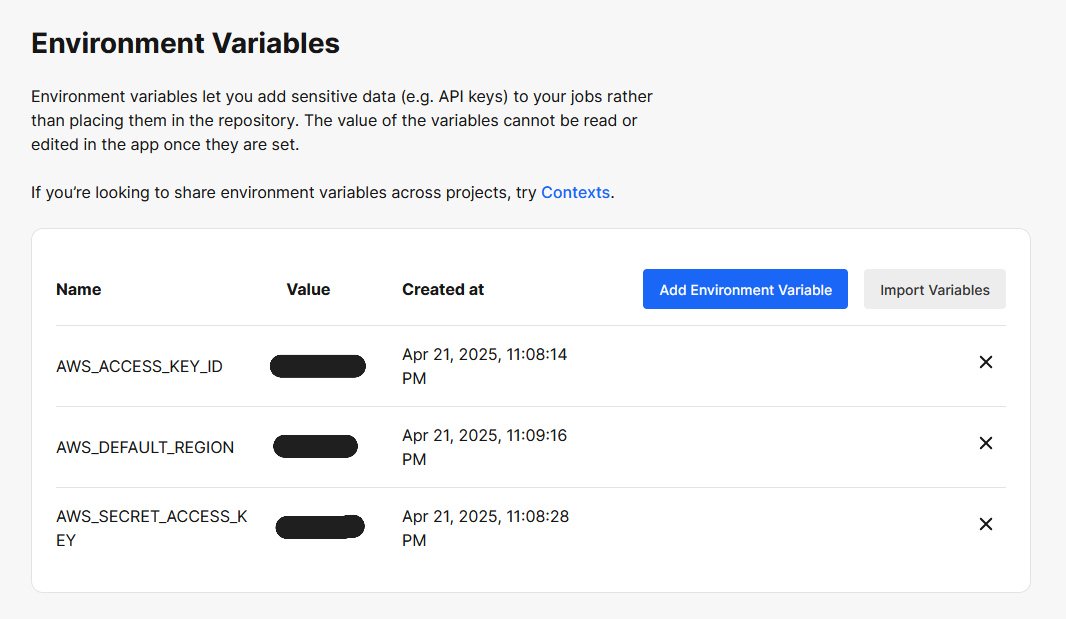 Environment Variables
Environment variables let you add sensitive data (e.g. API keys) to your jobs rather
than placing them in the repository. The value of the variables cannot be read or
edited in the app once they are set.
If you’re looking to share environment variables across projects, try Contexts.
Name Value Created at Add Environment Variable Import Variables
AWS_ACCESS_KEY_ID Apr 21, 2025, 11:08:14
PM
AWS_DEFAULT_REGION Apr 21, 2025, 11:09:16
PM
AWS_SECRET_ACCESS_K Apr 21, 2025, 11:08:28
EY PM